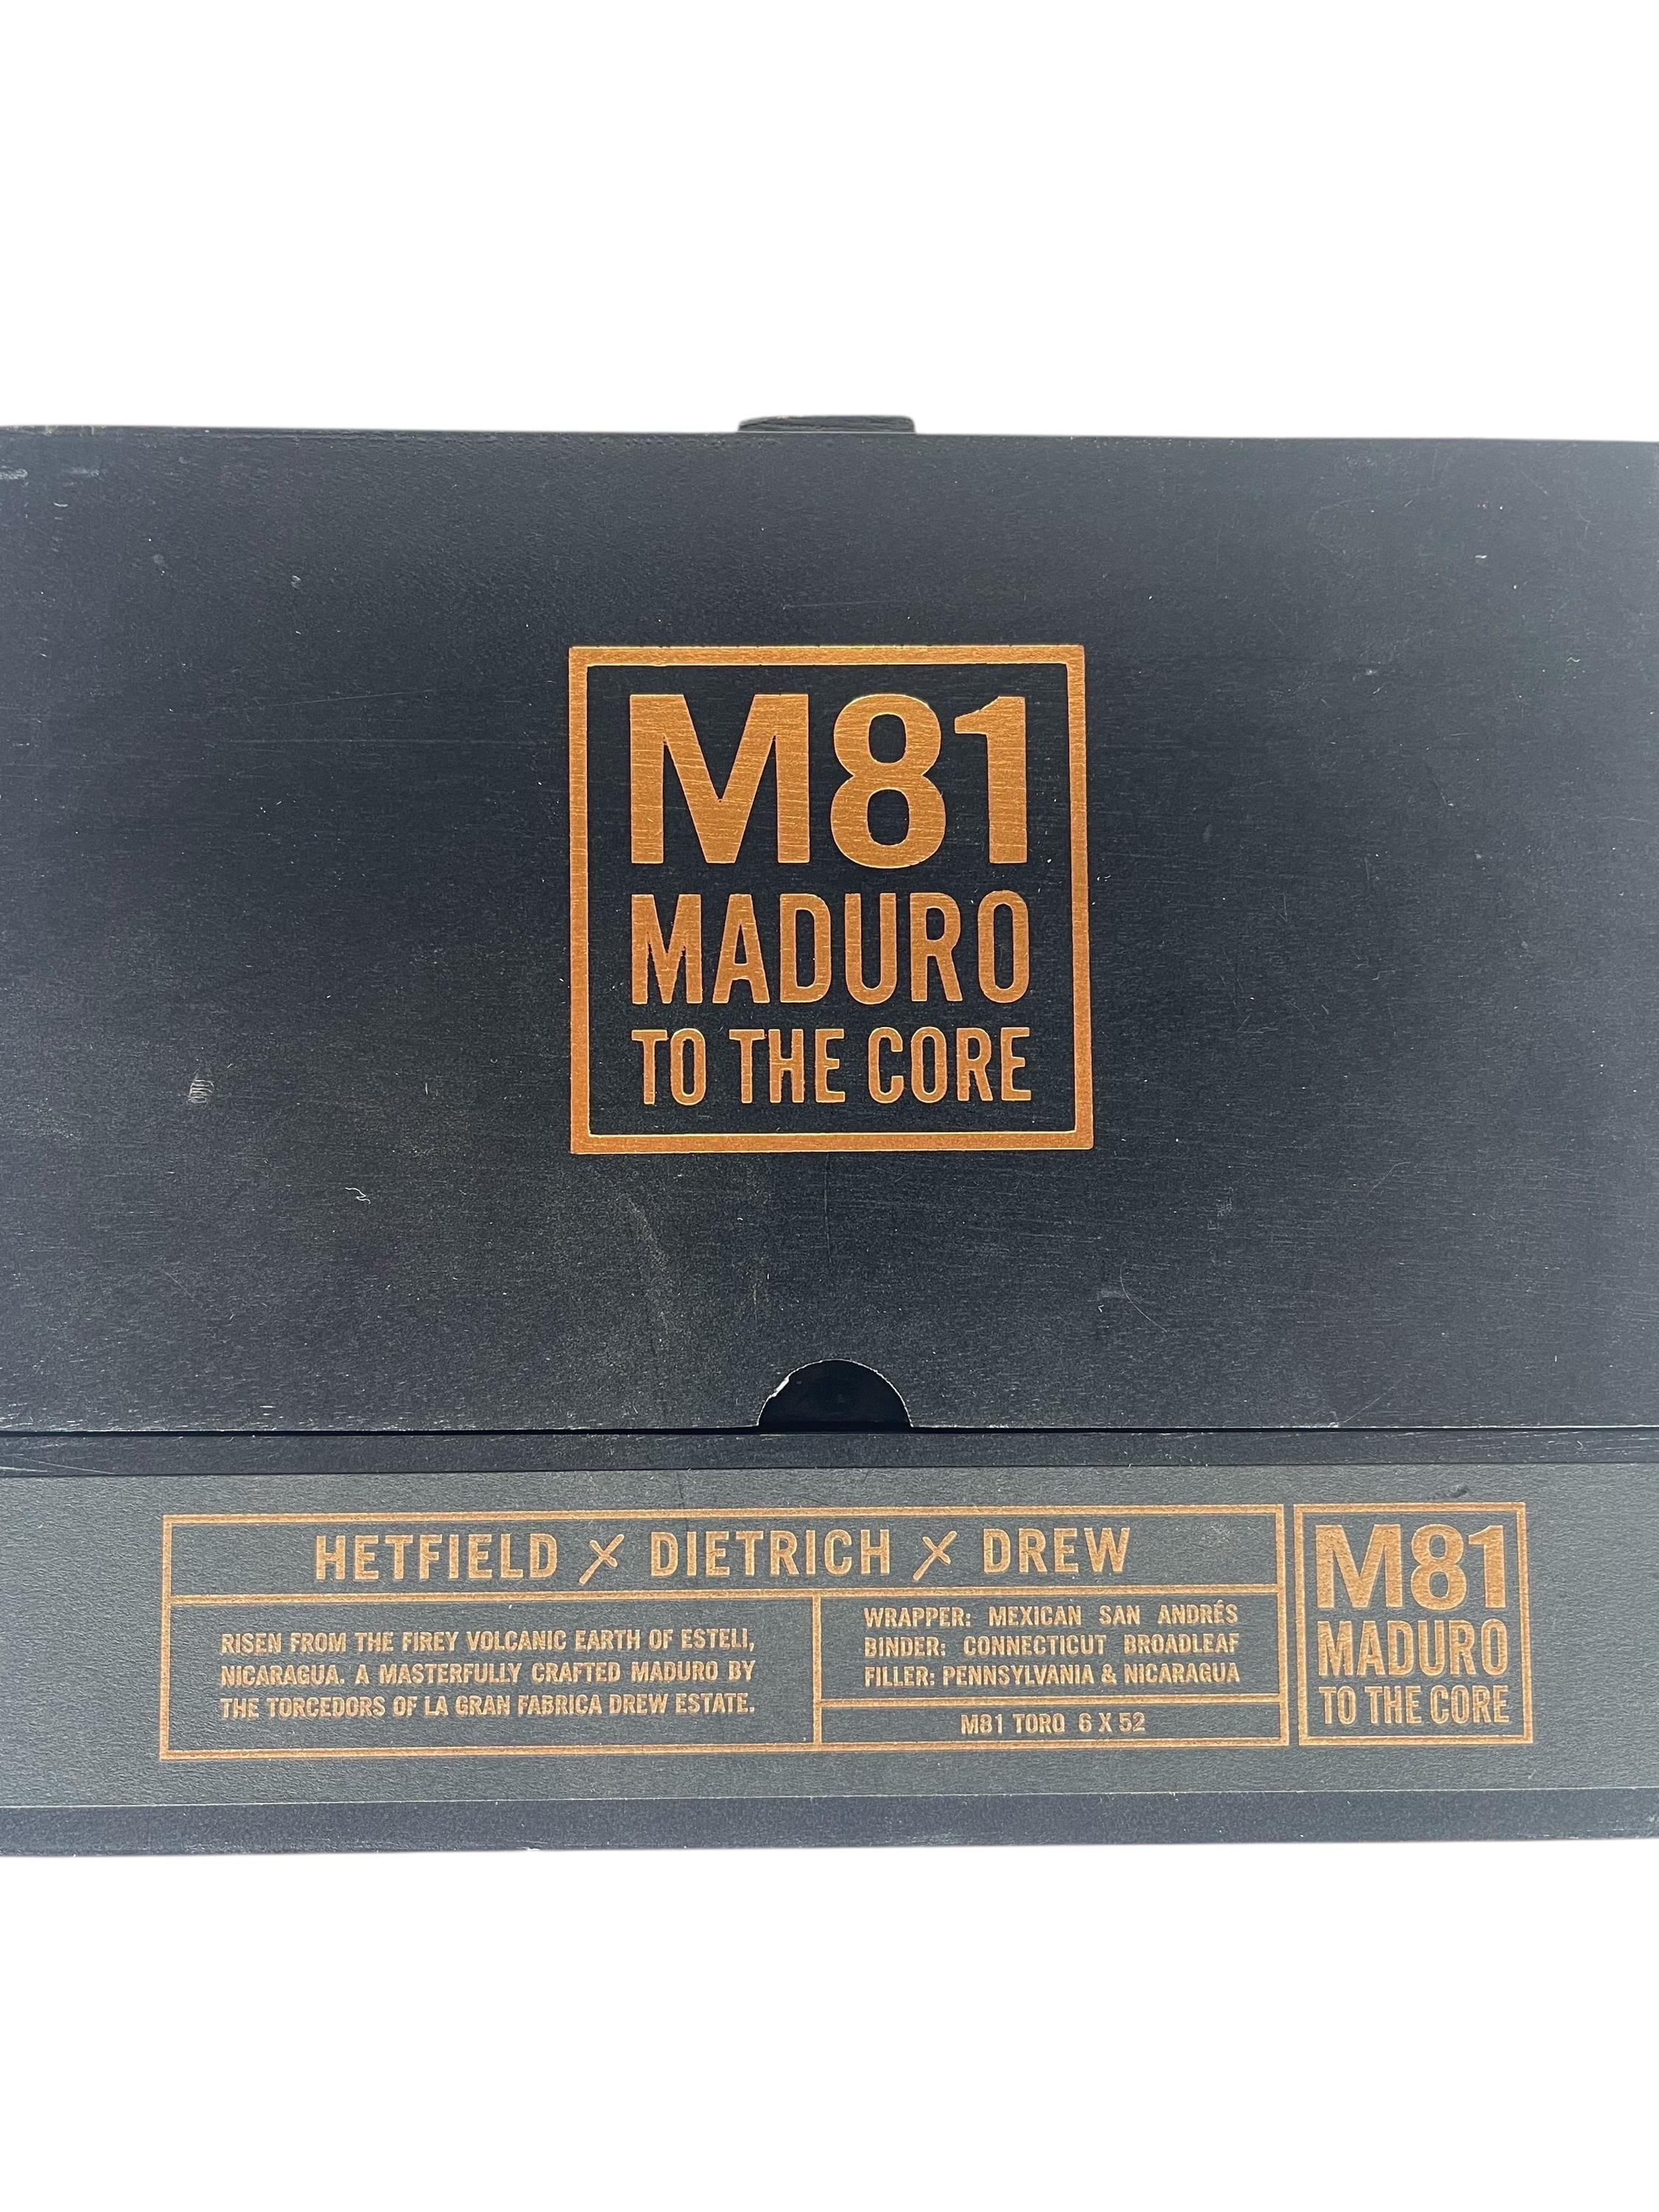 M81
MADURO
TO THE CORE
HETFIELD X DIETRICH X DREW
RISEN FROM THE FIREY VOLCANIC EARTH OF ESTELI,
NICARAGUA. A MASTERFULLY CRAFTED MADURO BY
THE TORCEDORS OF LA GRAN FABRICA DREW ESTATE.
WRAPPER: MEXICAN SAN ANDRÉS
BINDER: CONNECTICUT BROADLEAF
FILLER: PENNSYLVANIA & NICARAGUA
M81 TORO 6 X 52
M81
MADURO
TO THE CORE